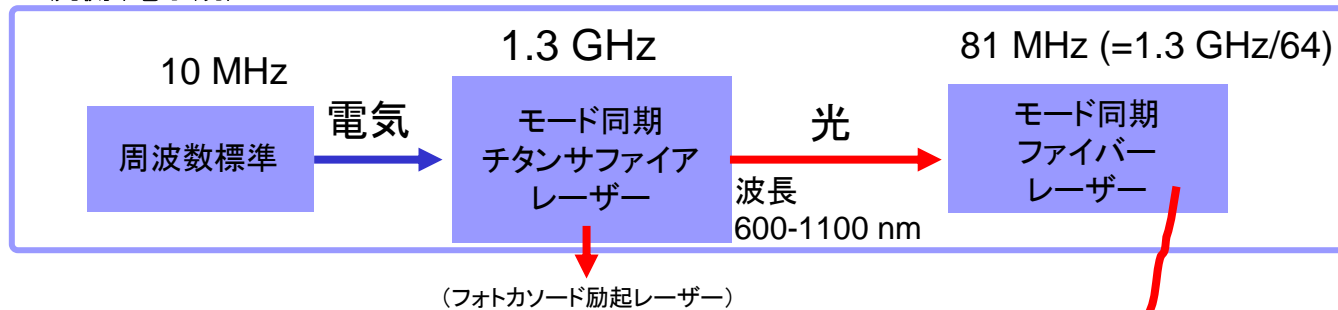 10 MHz
1.3 GHz
81 MHz (=1.3 GHz/64)
周波数標準
電気
モード同期
チタンサファイア
レーザー
光
波長
600-1100 nm
モード同期
ファイバー
レーザー
(フォトカソード励起レーザー)